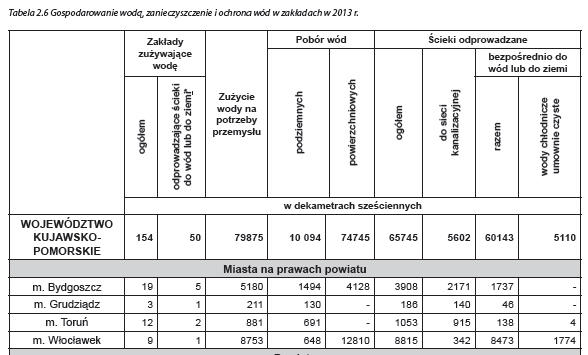 Tabela 2.6 Gospodarowanie wodą, zanieczyszczenie i ochrona wód w zakładach w 2013 r.
Zakłady zużywające wodę
Zużycie wody na potrzeby przemysłu
Pobór wód
Ścieki odprowadzane
ogółem
odprowadzające ścieki do wód lub do ziemiª
podziemnych
powierzchniowych
ogółem
do sieci kanalizacyjnej
bezpośrednio do wód lub do ziemi
razem
wody chłodnicze umownie czyste
w dekametrach sześciennych
WOJEWÓDZTWO KUJAWSKO-POMORSKIE 154 50 79875 10 094 74745 65745 5602 60143 5110
Miasta na prawach powiatu
m. Bydgoszcz 19 5 5180 1494 4128 3908 2171 1737 -
m. Grudziądz 3 1 211 130 - 186 140 46 -
m. Toruń 12 2 881 691 - 1053 915 138 4
m. Włocławek 9 1 8753 648 12810 8815 342 8473 1774